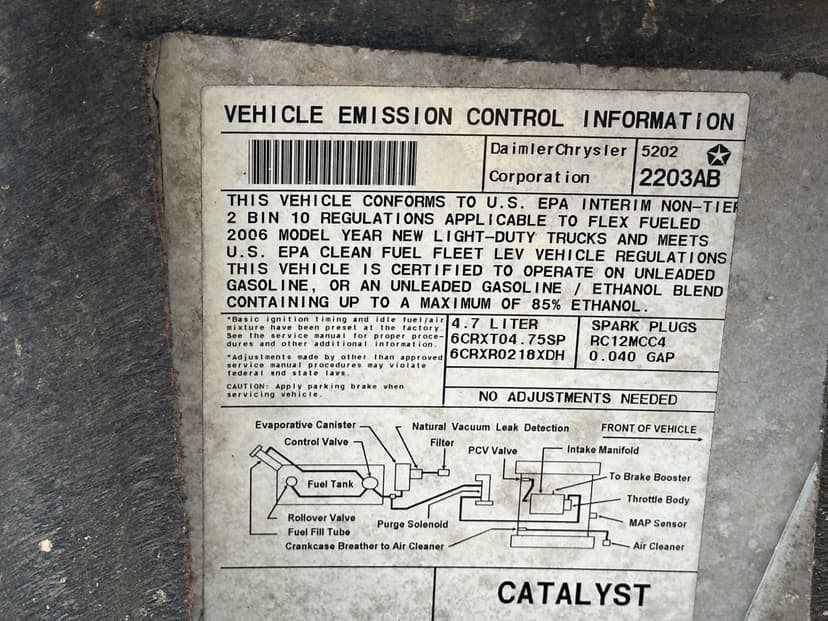 VEHICLE EMISSION CONTROL INFORMATION
DaimlerChrysler
Corporation
5202
2203AB
THIS VEHICLE CONFORMS TO U.S. EPA INTERIM NON-TIER
2 BIN 10 REGULATIONS APPLICABLE TO FLEX FUELED
2006 MODEL YEAR NEW LIGHT-DUTY TRUCKS AND MEETS
U.S. EPA CLEAN FUEL FLEET LEV VEHICLE REGULATIONS
THIS VEHICLE IS CERTIFIED TO OPERATE ON UNLEADED
GASOLINE, OR AN UNLEADED GASOLINE / ETHANOL BLEND
CONTAINING UP TO A MAXIMUM OF 85% ETHANOL.
*Basic ignition timing and idle fuel/air
mixture have been preset at the factory.
See the service manual for proper proce-
dures and other additional information.
*Adjustments made by other than approved
service manual procedures may violate
federal and state laws.
CAUTION: Apply parking brake when
servicing vehicle.
4.7 LITER
6CRXT04.75SP
6CRXR0218XDH
SPARK PLUGS
RC12MCC4
0.040 GAP
NO ADJUSTMENTS NEEDED
Evaporative Canister
Natural Vacuum Leak Detection
FRONT OF VEHICLE
Control Valve
Filter
PCV Valve
Intake Manifold
Fuel Tank
To Brake Booster
Throttle Body
Rollover Valve
Purge Solenoid
MAP Sensor
Fuel Fill Tube
Crankcase Breather to Air Cleaner
Air Cleaner
CATALYST